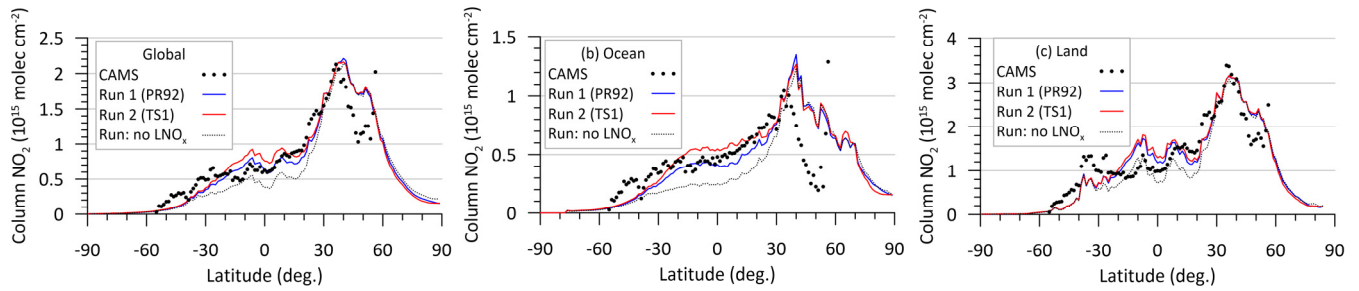 Column NO2 (10^15 molec cm^-2)
2.5
2
1.5
1
0.5
0
Global
CAMS
Run 1 (PR92)
Run 2 (TS1)
Run: no LNOx
-90 -60 -30 0 30 60 90
Latitude (deg.)
Column NO2 (10^15 molec cm^-2)
1.5
1
0.5
0
(b) Ocean
CAMS
Run 1 (PR92)
Run 2 (TS1)
Run: no LNOx
-90 -60 -30 0 30 60 90
Latitude (deg.)
Column NO2 (10^15 molec cm^-2)
4
3
2
1
0
(c) Land
CAMS
Run 1 (PR92)
Run 2 (TS1)
Run: no LNOx
-90 -60 -30 0 30 60 90
Latitude (deg.)